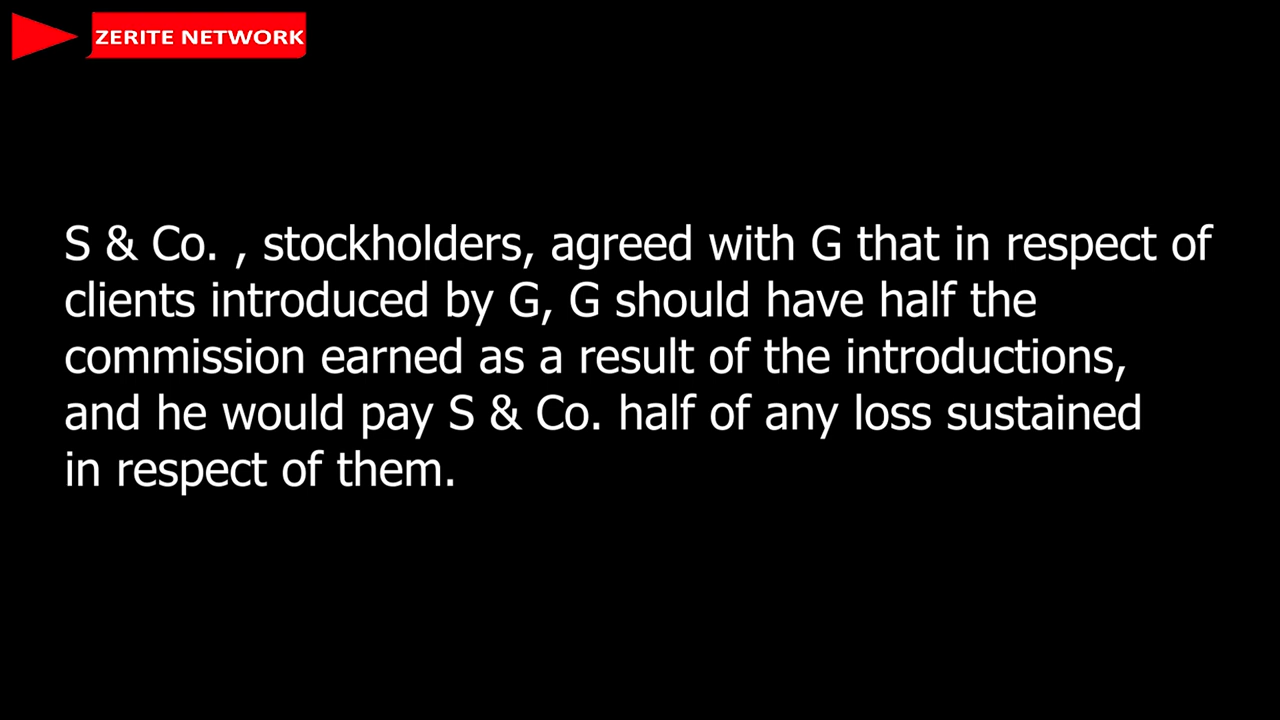 ZERITE NETWORK
S & Co. , stockholders, agreed with G that in respect of
clients introduced by G, G should have half the
commission earned as a result of the introductions,
and he would pay S & Co. half of any loss sustained
in respect of them.